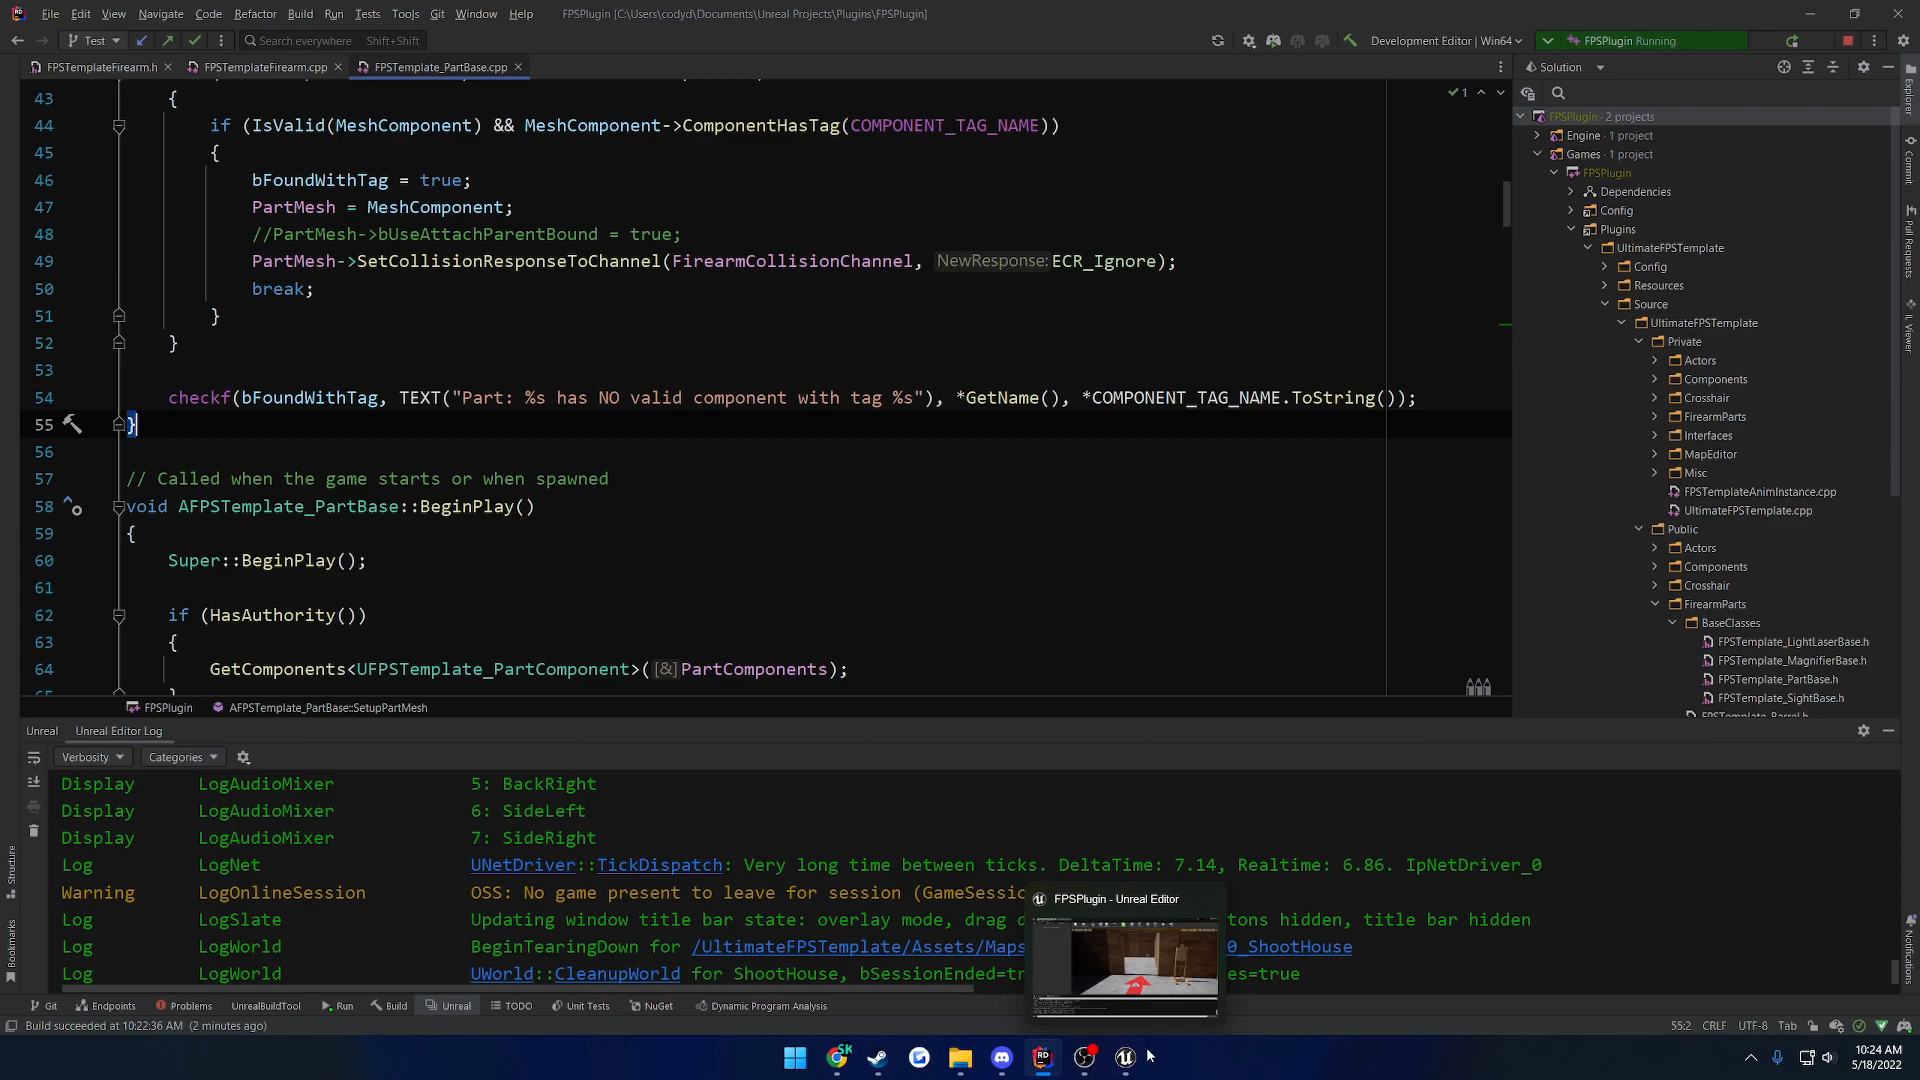 File Edit View Navigate Code Refactor Build Run Tests Tools Git Window Help FPSPlugin [C:\Users\codyd\Documents\Unreal Projects\Plugins\FPSPlugin]
Test Search everywhere Shift+Shift Development Editor | Win64 FPSPlugin Running
FPSTemplateFirearm.h FPSTemplateFirearm.cpp FPSTemplate_PartBase.cpp
43 {
44 if (IsValid(MeshComponent) && MeshComponent->ComponentHasTag(COMPONENT_TAG_NAME))
45 {
46 bFoundWithTag = true;
47 PartMesh = MeshComponent;
48 //PartMesh->bUseAttachParentBound = true;
49 PartMesh->SetCollisionResponseToChannel(FirearmCollisionChannel, NewResponse: ECR_Ignore);
50 break;
51 }
52 }
53
54 checkf(bFoundWithTag, TEXT("Part: %s has NO valid component with tag %s"), *GetName(), *COMPONENT_TAG_NAME.ToString());
55 }
56
57 // Called when the game starts or when spawned
58 void AFPSTemplate_PartBase::BeginPlay()
59 {
60 Super::BeginPlay();
61
62 if (HasAuthority())
63 {
64 GetComponents<UFPSTemplate_PartComponent>([&]PartComponents);
1
FPSPlugin AFPSTemplate_PartBase::SetupPartMesh
Solution
FPSPlugin · 2 projects
Engine · 1 project
Games · 1 project
FPSPlugin
Dependencies
Config
Plugins
UltimateFPSTemplate
Config
Resources
Source
UltimateFPSTemplate
Private
Actors
Components
Crosshair
FirearmParts
Interfaces
MapEditor
Misc
FPSTemplateAnimInstance.cpp
UltimateFPSTemplate.cpp
Public
Actors
Components
Crosshair
FirearmParts
BaseClasses
FPSTemplate_LightLaserBase.h
FPSTemplate_MagnifierBase.h
FPSTemplate_PartBase.h
FPSTemplate_SightBase.h
FPSTemplate_Barrel.h
Explorer
Commit
Pull Requests
IL Viewer
Notifications
Structure
Bookmarks
Unreal Unreal Editor Log
Verbosity Categories
Display LogAudioMixer 5: BackRight
Display LogAudioMixer 6: SideLeft
Display LogAudioMixer 7: SideRight
Log LogNet UNetDriver::TickDispatch: Very long time between ticks. DeltaTime: 7.14, Realtime: 6.86. IpNetDriver_0
Warning LogOnlineSession OSS: No game present to leave for session (GameSessio
Log LogSlate Updating window title bar state: overlay mode, drag d tons hidden, title bar hidden
Log LogWorld BeginTearingDown for /UltimateFPSTemplate/Assets/Maps 0_ShootHouse
Log LogWorld UWorld::CleanupWorld for ShootHouse, bSessionEnded=tr es=true
FPSPlugin - Unreal Editor
Git Endpoints Problems UnrealBuildTool Run Build Unreal TODO Unit Tests NuGet Dynamic Program Analysis
Build succeeded at 10:22:36 AM (2 minutes ago) 55:2 CRLF UTF-8 Tab
SK RD
10:24 AM
5/18/2022